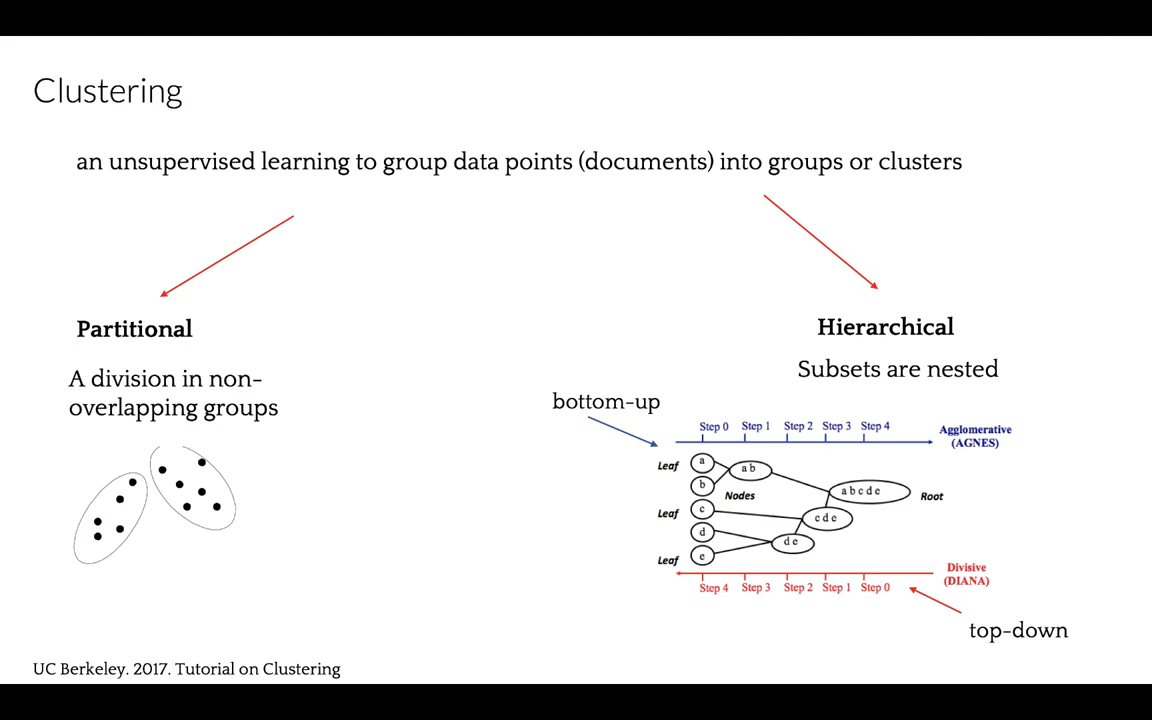 Clustering
an unsupervised learning to group data points (documents) into groups or clusters
Partitional
A division in non-
overlapping groups
Hierarchical
Subsets are nested
bottom-up
Step 0 Step 1 Step 2 Step 3 Step 4
Agglomerative
(AGNES)
Leaf
a
a b
b
Nodes
a b c d e
Root
Leaf
c
c d e
d
d e
Leaf
e
Divisive
(DIANA)
Step 4 Step 3 Step 2 Step 1 Step 0
top-down
UC Berkeley. 2017. Tutorial on Clustering